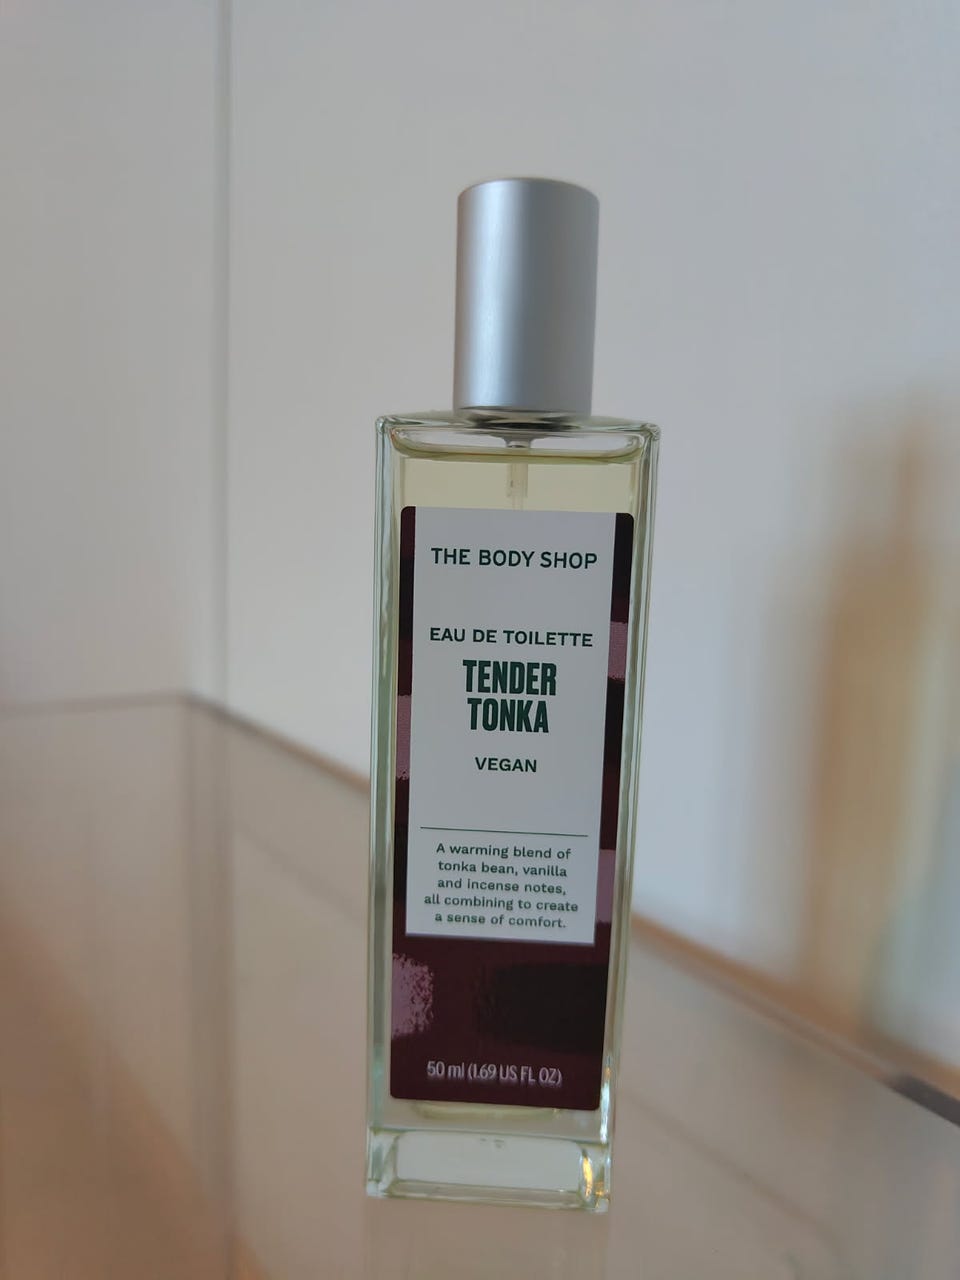 THE BODY SHOP
EAU DE TOILETTE
TENDER
TONKA
VEGAN
A warming blend of
tonka bean, vanilla
and incense notes,
all combining to create
a sense of comfort.
50 ml (1.69 US FL OZ)